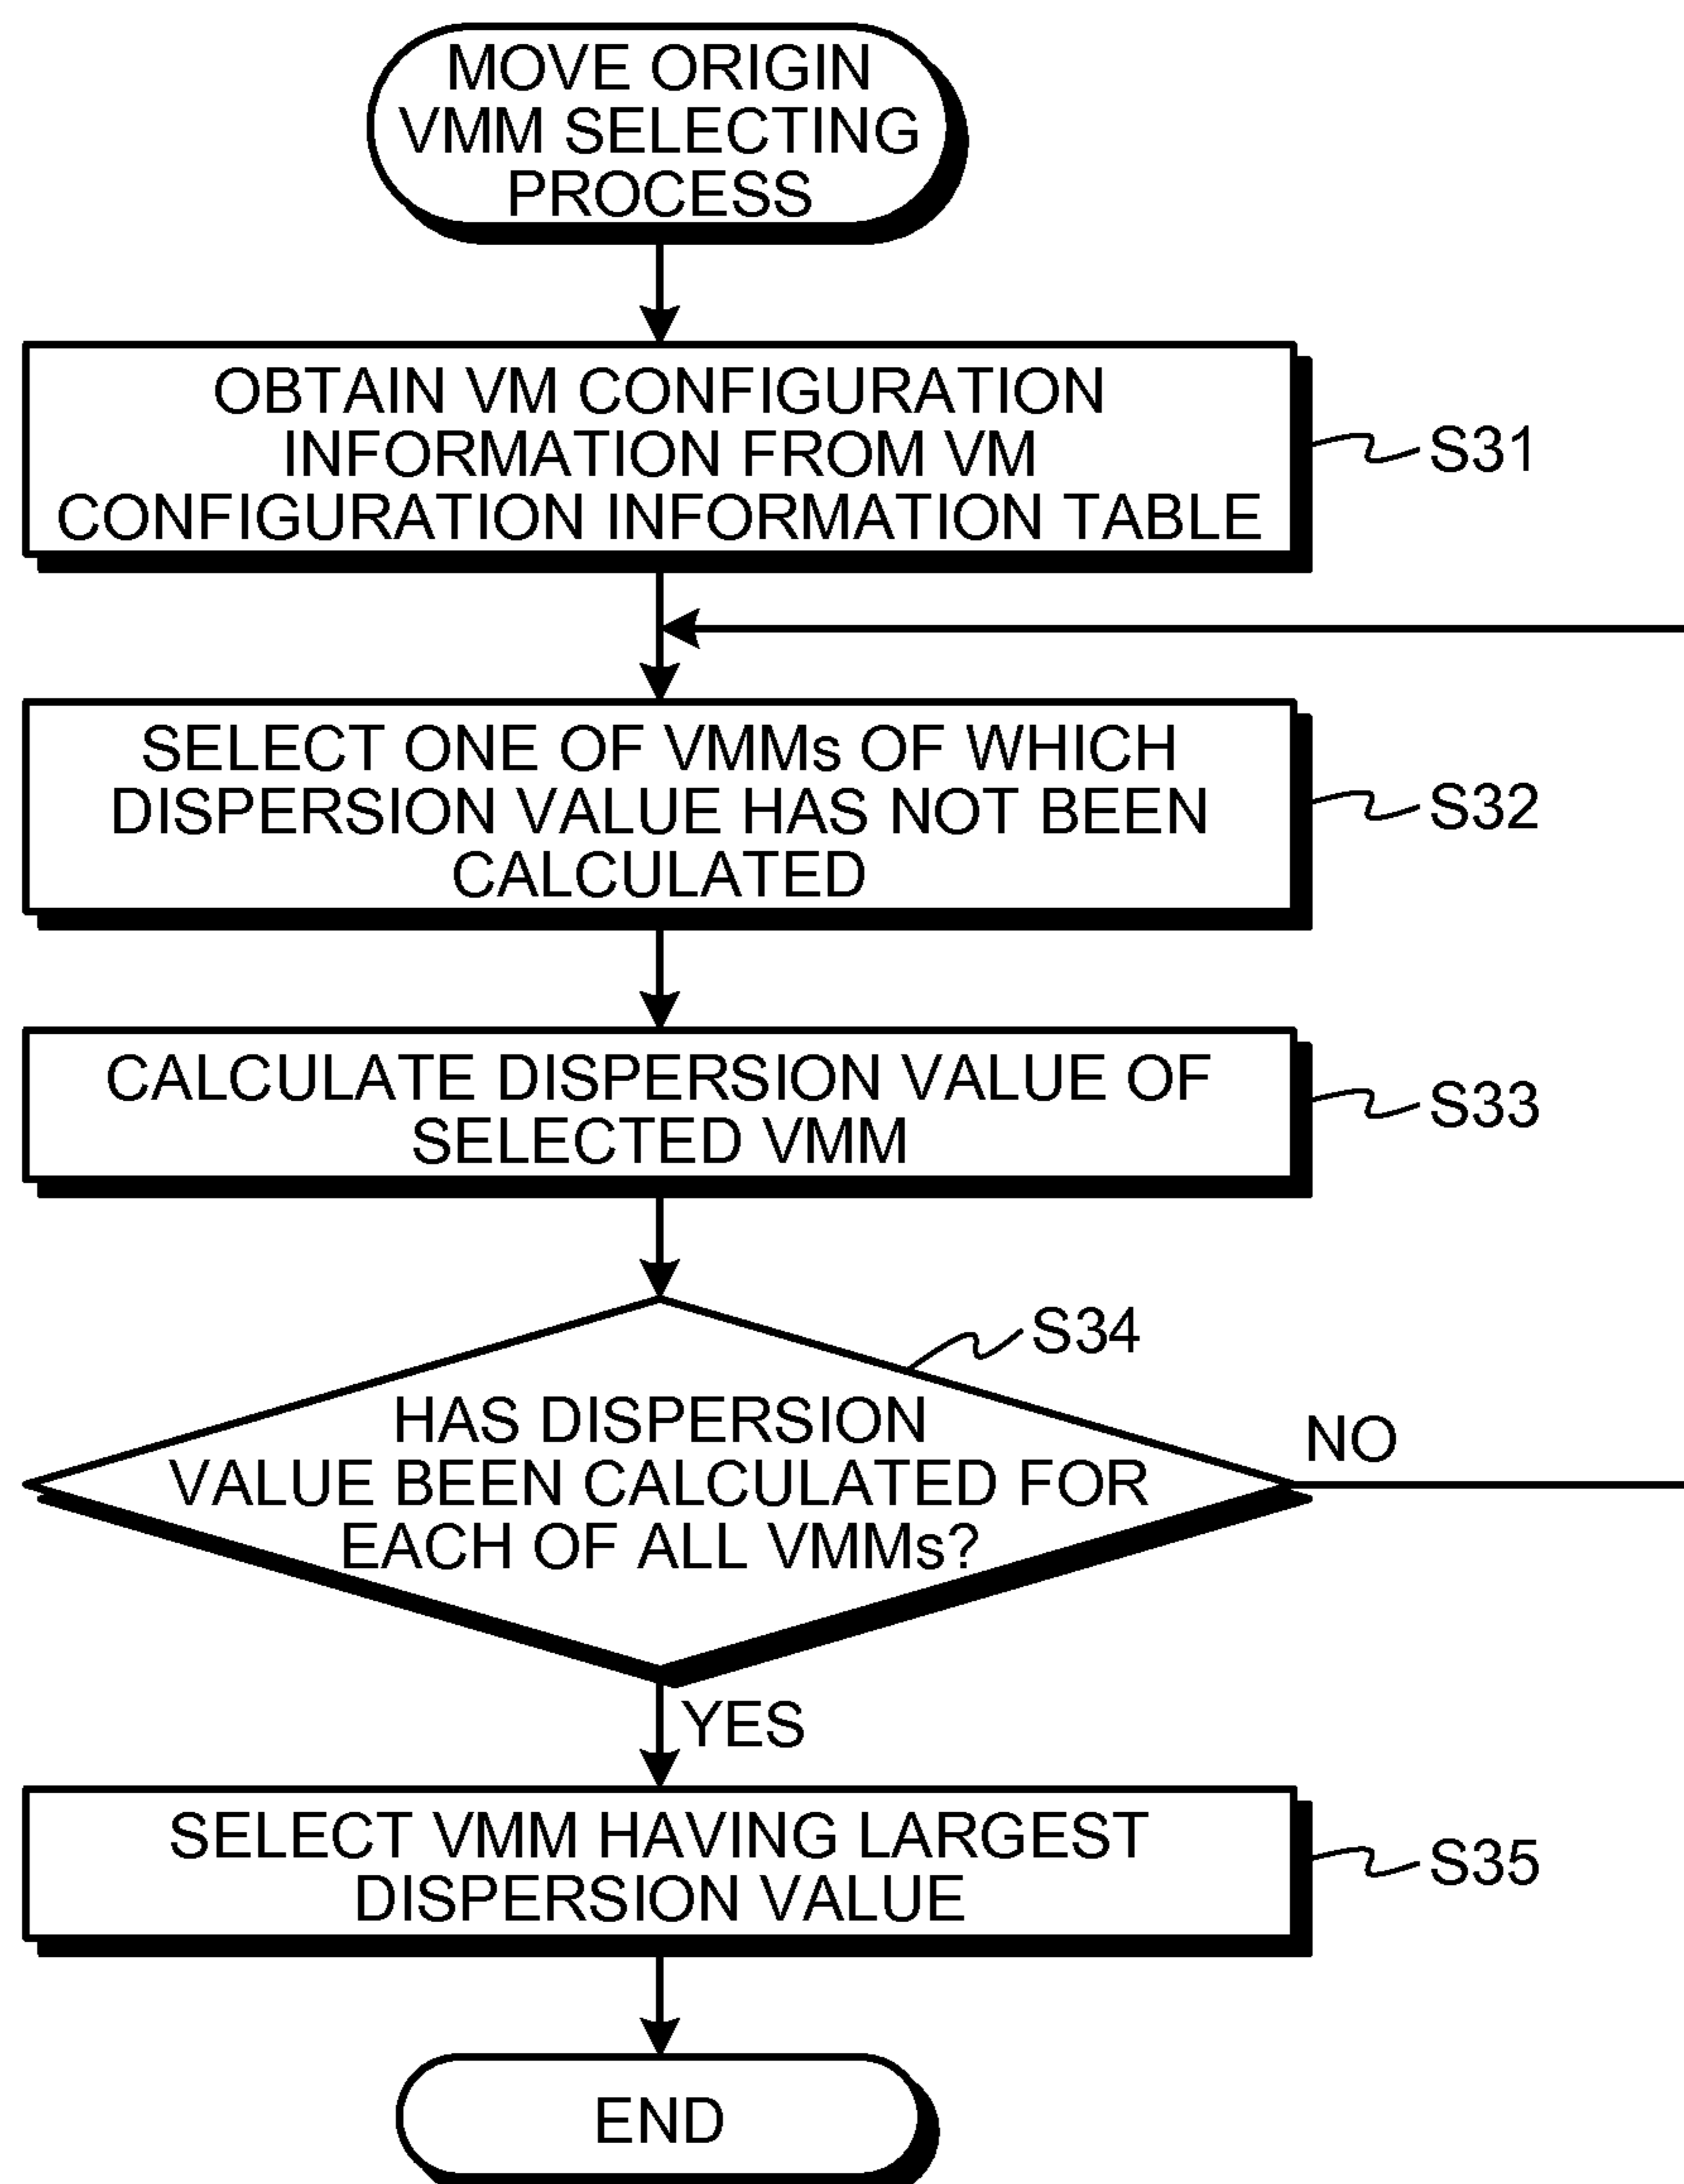 MOVE ORIGIN
VMM SELECTING
PROCESS
OBTAIN VM CONFIGURATION
INFORMATION FROM VM
CONFIGURATION INFORMATION TABLE
S31
SELECT ONE OF VMMs OF WHICH
DISPERSION VALUE HAS NOT BEEN
CALCULATED
S32
CALCULATE DISPERSION VALUE OF
SELECTED VMM
S33
S34
HAS DISPERSION
VALUE BEEN CALCULATED FOR
EACH OF ALL VMMs?
NO
YES
SELECT VMM HAVING LARGEST
DISPERSION VALUE
S35
END